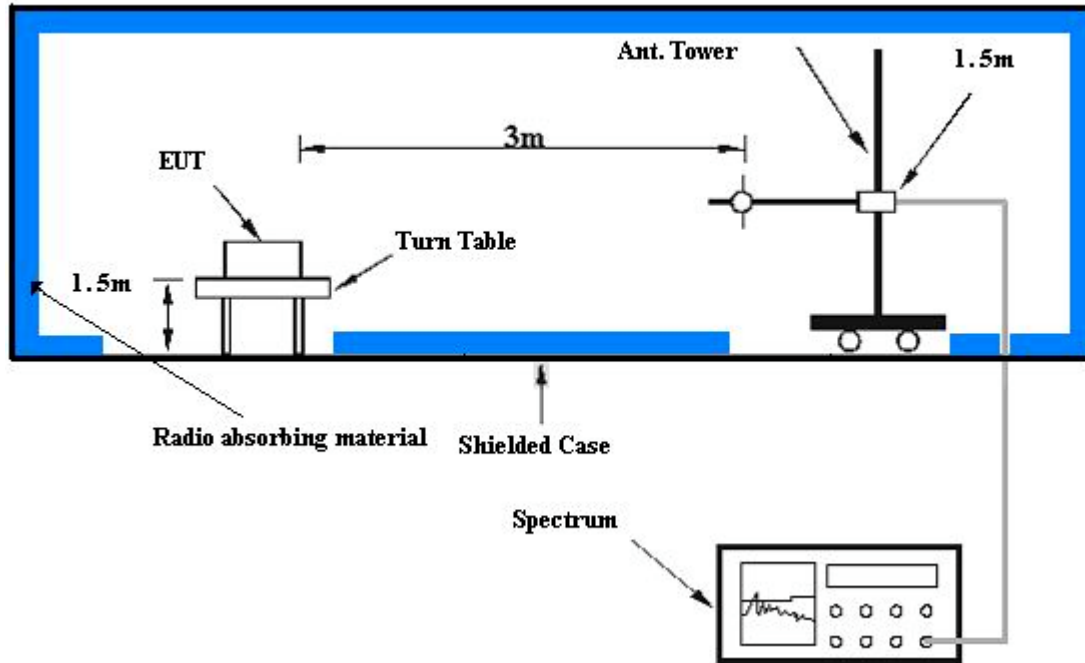 Ant. Tower
1.5m
3m
EUT
Turn Table
1.5m
Radio absorbing material
Shielded Case
Spectrum